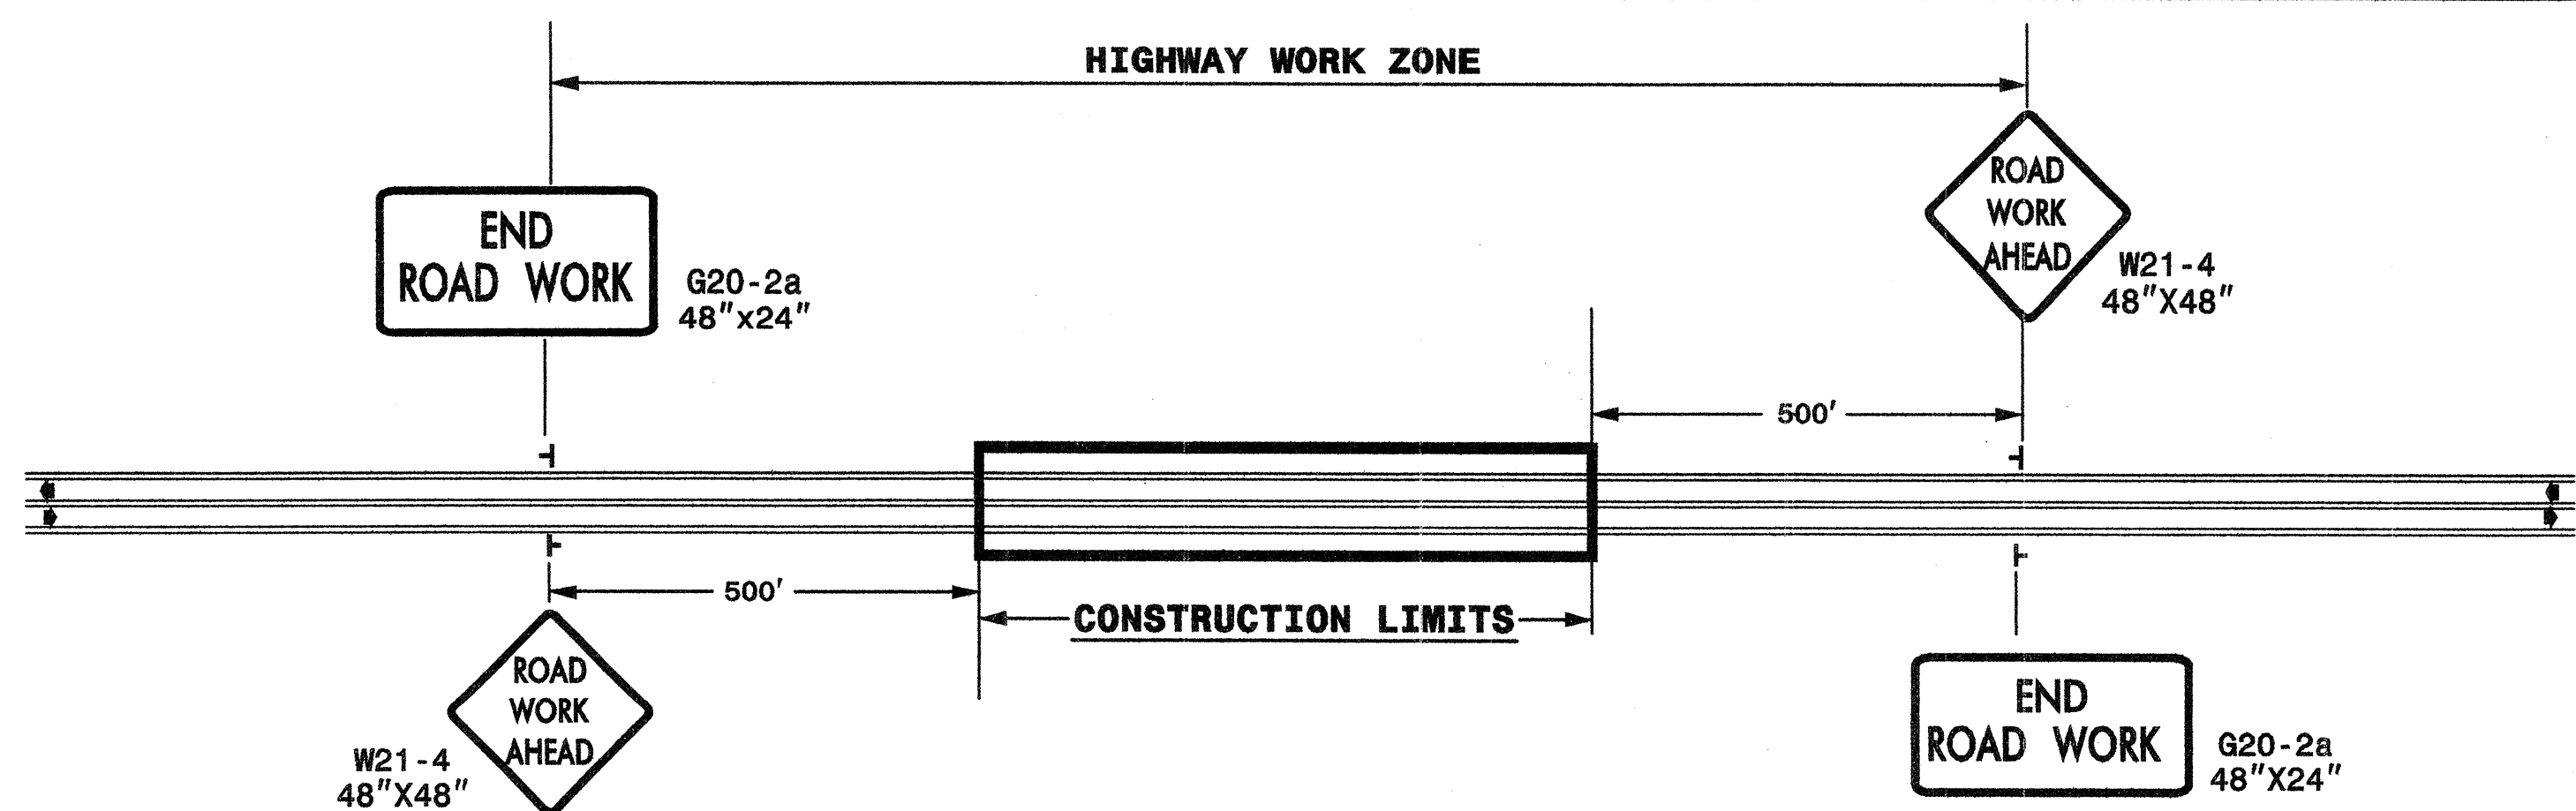 HIGHWAY WORK ZONE
END
ROAD WORK
G20-2a
48"x24"
ROAD
WORK
AHEAD
W21-4
48"X48"
500'
500'
CONSTRUCTION LIMITS
ROAD
WORK
AHEAD
W21-4
48"X48"
END
ROAD WORK
G20-2a
48"X24"